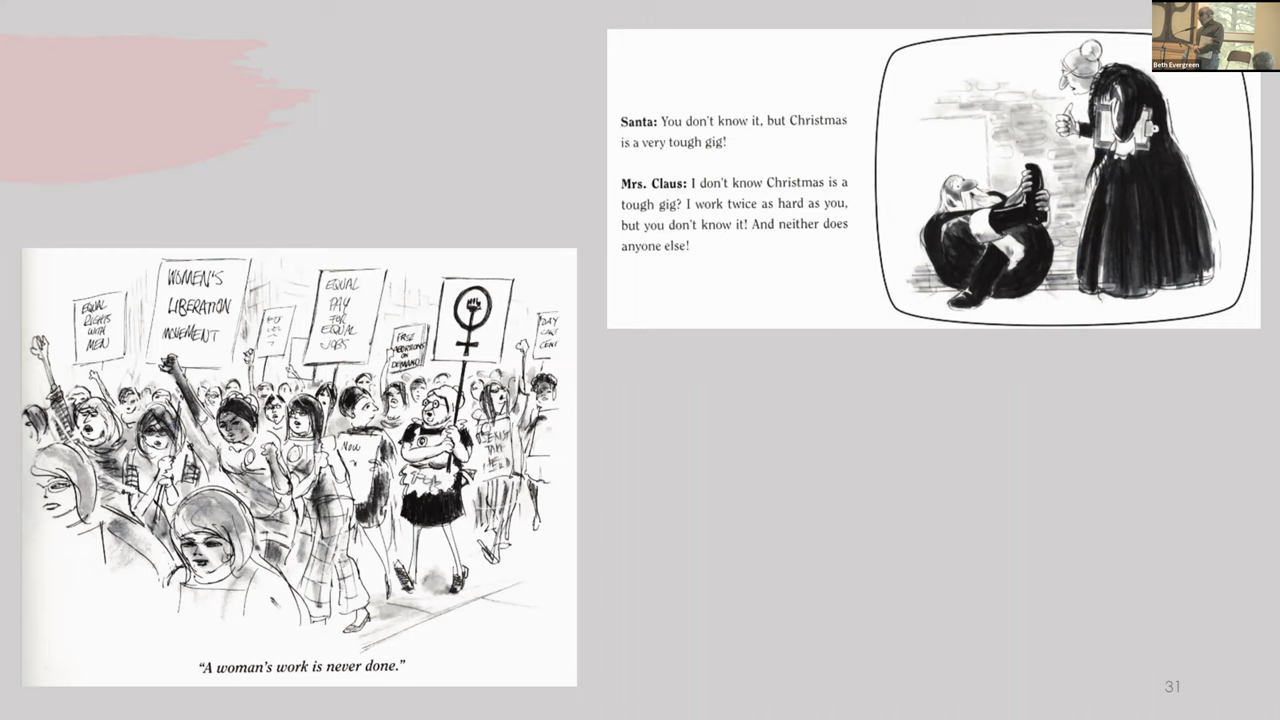 Santa: You don't know it, but Christmas
is a very tough gig!
Mrs. Claus: I don't know Christmas is a
tough gig? I work twice as hard as you,
but you don't know it! And neither does
anyone else!
Beth Evergreen
EQUAL
RIGHTS
WITH
MEN
WOMEN'S
LIBERATION
MOVEMENT
EQUAL
PAY
FOR
EQUAL
JOBS
FREE
ABORTIONS
ON
DEMAND
DAY
CARE
CENT
NOW
"A woman's work is never done."
31